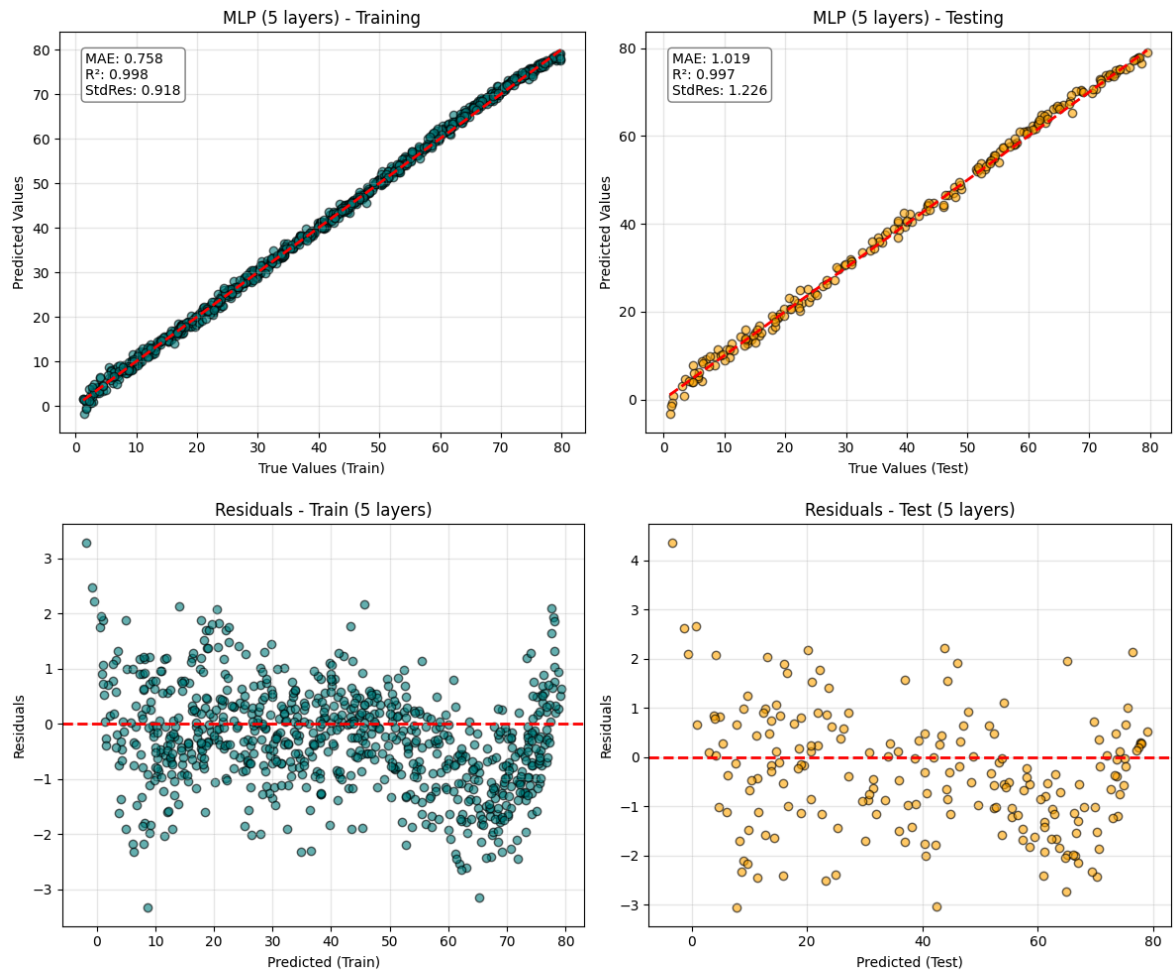 MLP (5 layers) - Training
MAE: 0.758
R²: 0.998
StdRes: 0.918
Predicted Values
80
70
60
50
40
30
20
10
0
0 10 20 30 40 50 60 70 80
True Values (Train)
MLP (5 layers) - Testing
MAE: 1.019
R²: 0.997
StdRes: 1.226
Predicted Values
80
60
40
20
0
0 10 20 30 40 50 60 70 80
True Values (Test)
Residuals - Train (5 layers)
Residuals
3
2
1
0
−1
−2
−3
0 10 20 30 40 50 60 70 80
Predicted (Train)
Residuals - Test (5 layers)
Residuals
4
3
2
1
0
−1
−2
−3
0 20 40 60 80
Predicted (Test)